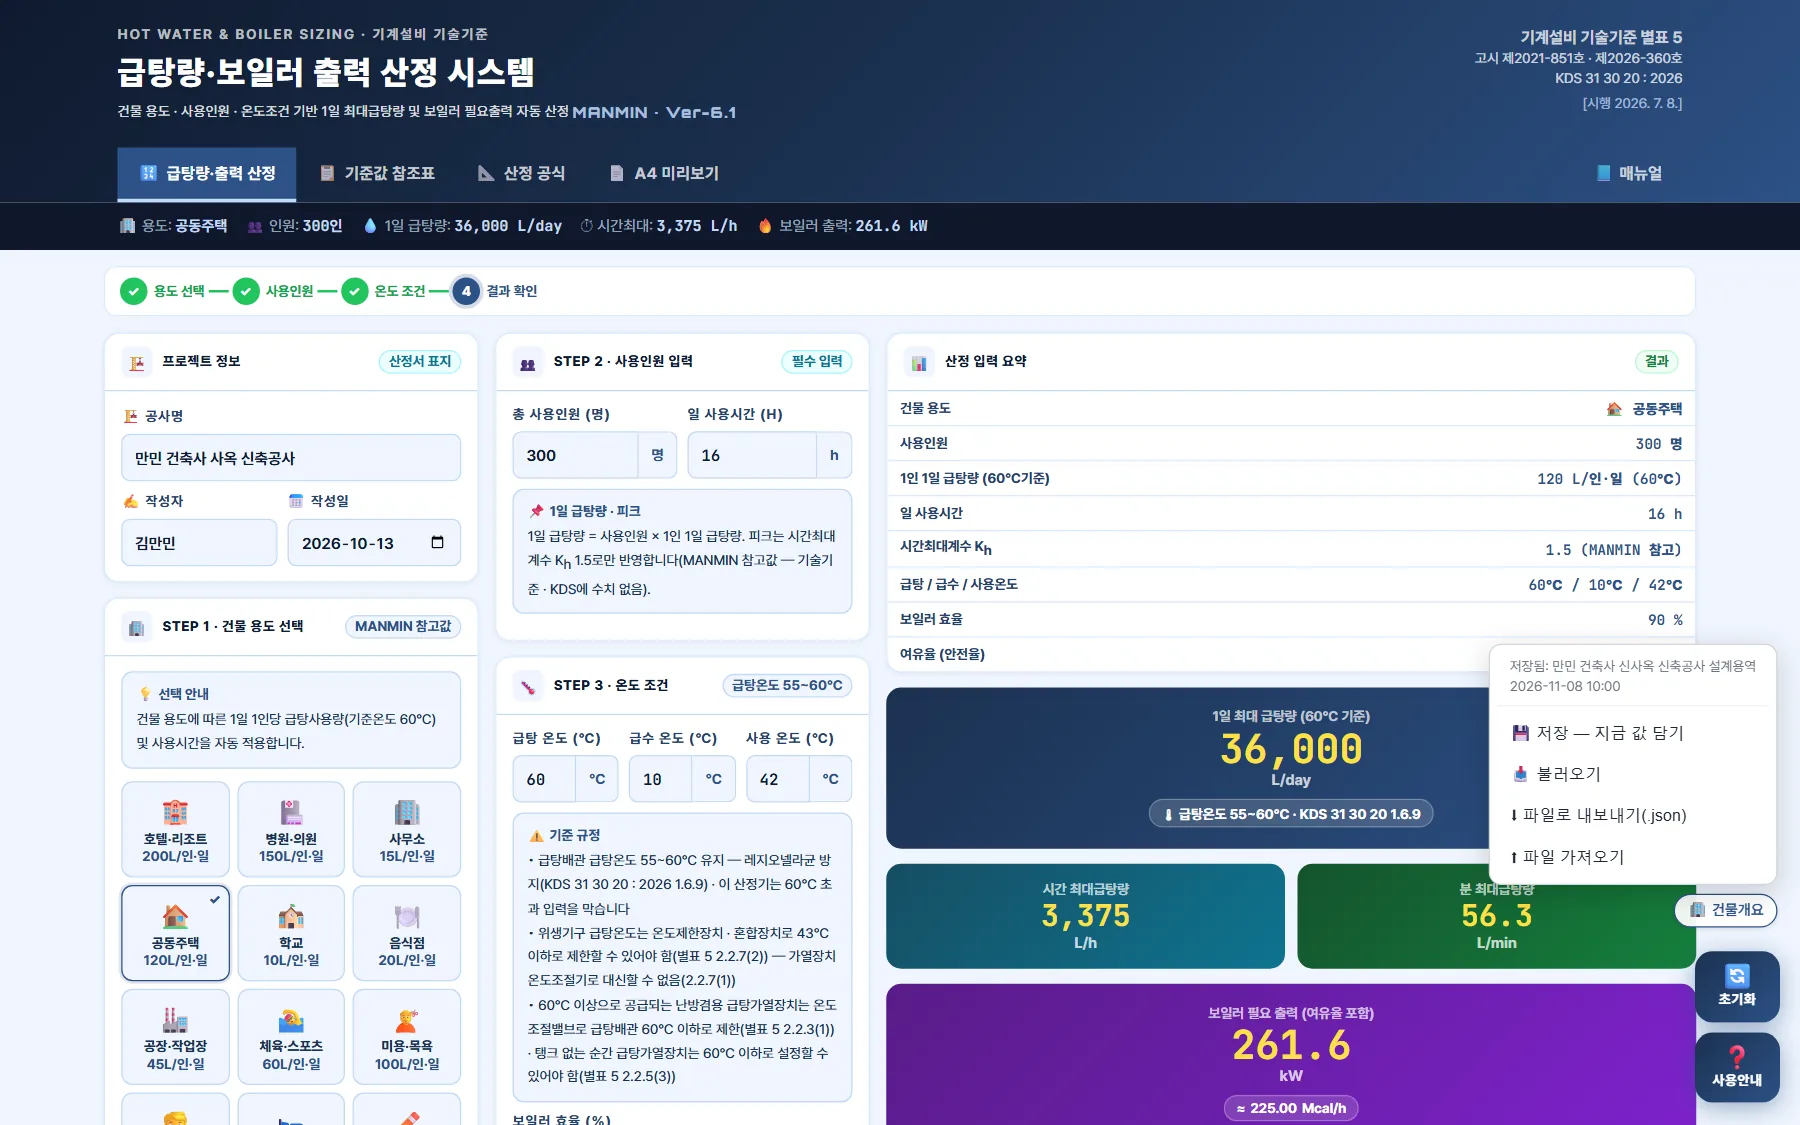 HOT WATER & BOILER SIZING · 기계설비 기술기준
급탕량·보일러 출력 산정 시스템
건물 용도 · 사용인원 · 온도조건 기반 1일 최대급탕량 및 보일러 필요출력 자동 산정 MANMIN · Ver-6.1
기계설비 기술기준 별표 5
고시 제2021-851호 · 제2026-360호
KDS 31 30 20 : 2026
[시행 2026. 7. 8.]
급탕량·출력 산정
기준값 참조표
산정 공식
A4 미리보기
매뉴얼
용도: 공동주택
인원: 300인
1일 급탕량: 36,000 L/day
시간최대: 3,375 L/h
보일러 출력: 261.6 kW
용도 선택
사용인원
온도 조건
4 결과 확인
프로젝트 정보
산정서 표지
공사명
만민 건축사 사옥 신축공사
작성자
작성일
김만민
2026-10-13
STEP 1 · 건물 용도 선택
MANMIN 참고값
선택 안내
건물 용도에 따른 1일 1인당 급탕사용량(기준온도 60°C)
및 사용시간을 자동 적용합니다.
호텔·리조트
200L/인·일
병원·의원
150L/인·일
사무소
15L/인·일
공동주택
120L/인·일
학교
10L/인·일
음식점
20L/인·일
공장·작업장
45L/인·일
체육·스포츠
60L/인·일
미용·목욕
100L/인·일
STEP 2 · 사용인원 입력
필수 입력
총 사용인원 (명)
일 사용시간 (H)
300 명
16 h
1일 급탕량 · 피크
1일 급탕량 = 사용인원 × 1인 1일 급탕량. 피크는 시간최대
계수 Kh 1.5로만 반영합니다(MANMIN 참고값 — 기술기
준 · KDS에 수치 없음).
STEP 3 · 온도 조건
급탕온도 55~60°C
급탕 온도 (°C)
급수 온도 (°C)
사용 온도 (°C)
60 °C
10 °C
42 °C
기준 규정
• 급탕배관 급탕온도 55~60°C 유지 — 레지오넬라균 방
지(KDS 31 30 20 : 2026 1.6.9) · 이 산정기는 60°C 초
과 입력을 막습니다
• 위생기구 급탕온도는 온도제한장치 · 혼합장치로 43°C
이하로 제한할 수 있어야 함(별표 5 2.2.7(2)) — 가열장치
온도조절기로 대신할 수 없음(2.2.7(1))
• 60°C 이상으로 공급되는 난방겸용 급탕가열장치는 온도
조절밸브로 급탕배관 60°C 이하로 제한(별표 5 2.2.3(1))
· 탱크 없는 순간 급탕가열장치는 60°C 이하로 설정할 수
있어야 함(별표 5 2.2.5(3))
보일러 효율 (%)
산정 입력 요약
결과
건물 용도
공동주택
사용인원
300 명
1인 1일 급탕량 (60°C기준)
120 L/인·일 (60°C)
일 사용시간
16 h
시간최대계수 Kh
1.5 (MANMIN 참고)
급탕 / 급수 / 사용온도
60°C / 10°C / 42°C
보일러 효율
90 %
여유율 (안전율)
1일 최대 급탕량 (60°C 기준)
36,000
L/day
급탕온도 55~60°C · KDS 31 30 20 1.6.9
시간 최대급탕량
3,375
L/h
분 최대급탕량
56.3
L/min
보일러 필요 출력 (여유율 포함)
261.6
kW
≈ 225.00 Mcal/h
저장됨: 만민 건축사 신사옥 신축공사 설계용역
2026-11-08 10:00
저장 — 지금 값 담기
불러오기
파일로 내보내기(.json)
파일 가져오기
건물개요
초기화
사용안내